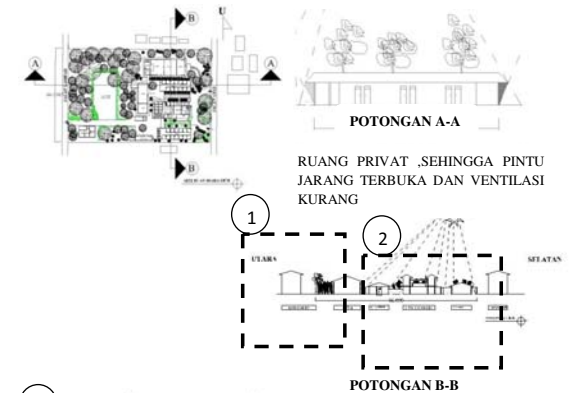 U
B
A
A
B
POTONGAN A-A
RUANG PRIVAT ,SEHINGGA PINTU
JARANG TERBUKA DAN VENTILASI
KURANG
1
2
UTARA
SELATAN
POTONGAN B-B